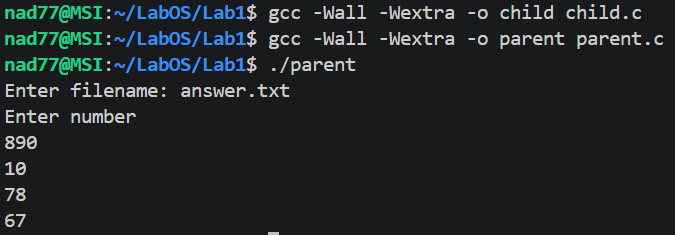 nad77@MSI:~/LabOS/Lab1$ gcc -Wall -Wextra -o child child.c
nad77@MSI:~/LabOS/Lab1$ gcc -Wall -Wextra -o parent parent.c
nad77@MSI:~/LabOS/Lab1$ ./parent
Enter filename: answer.txt
Enter number
890
10
78
67